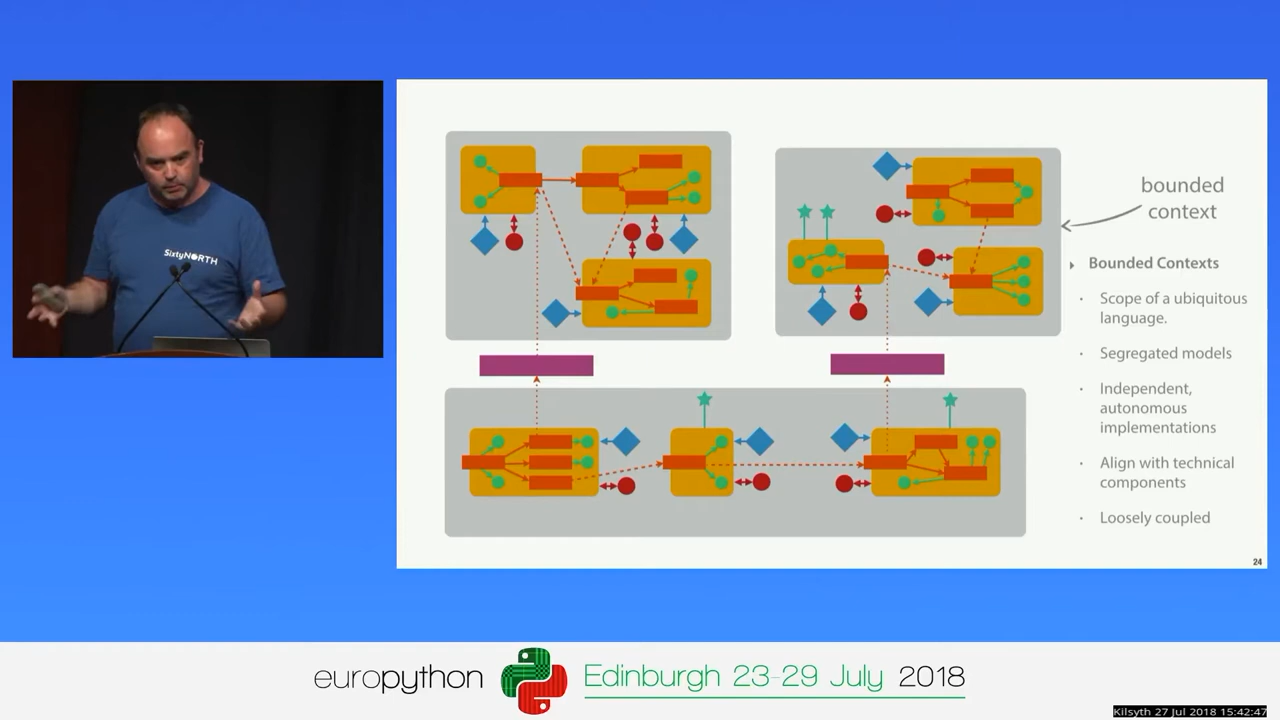 SixtyNORTH
bounded
context
Bounded Contexts
Scope of a ubiquitous
language.
Segregated models
Independent,
autonomous
implementations
Align with technical
components
Loosely coupled
24
europython
Edinburgh 23-29 July 2018
Kilsyth 27 Jul 2018 15:42:47